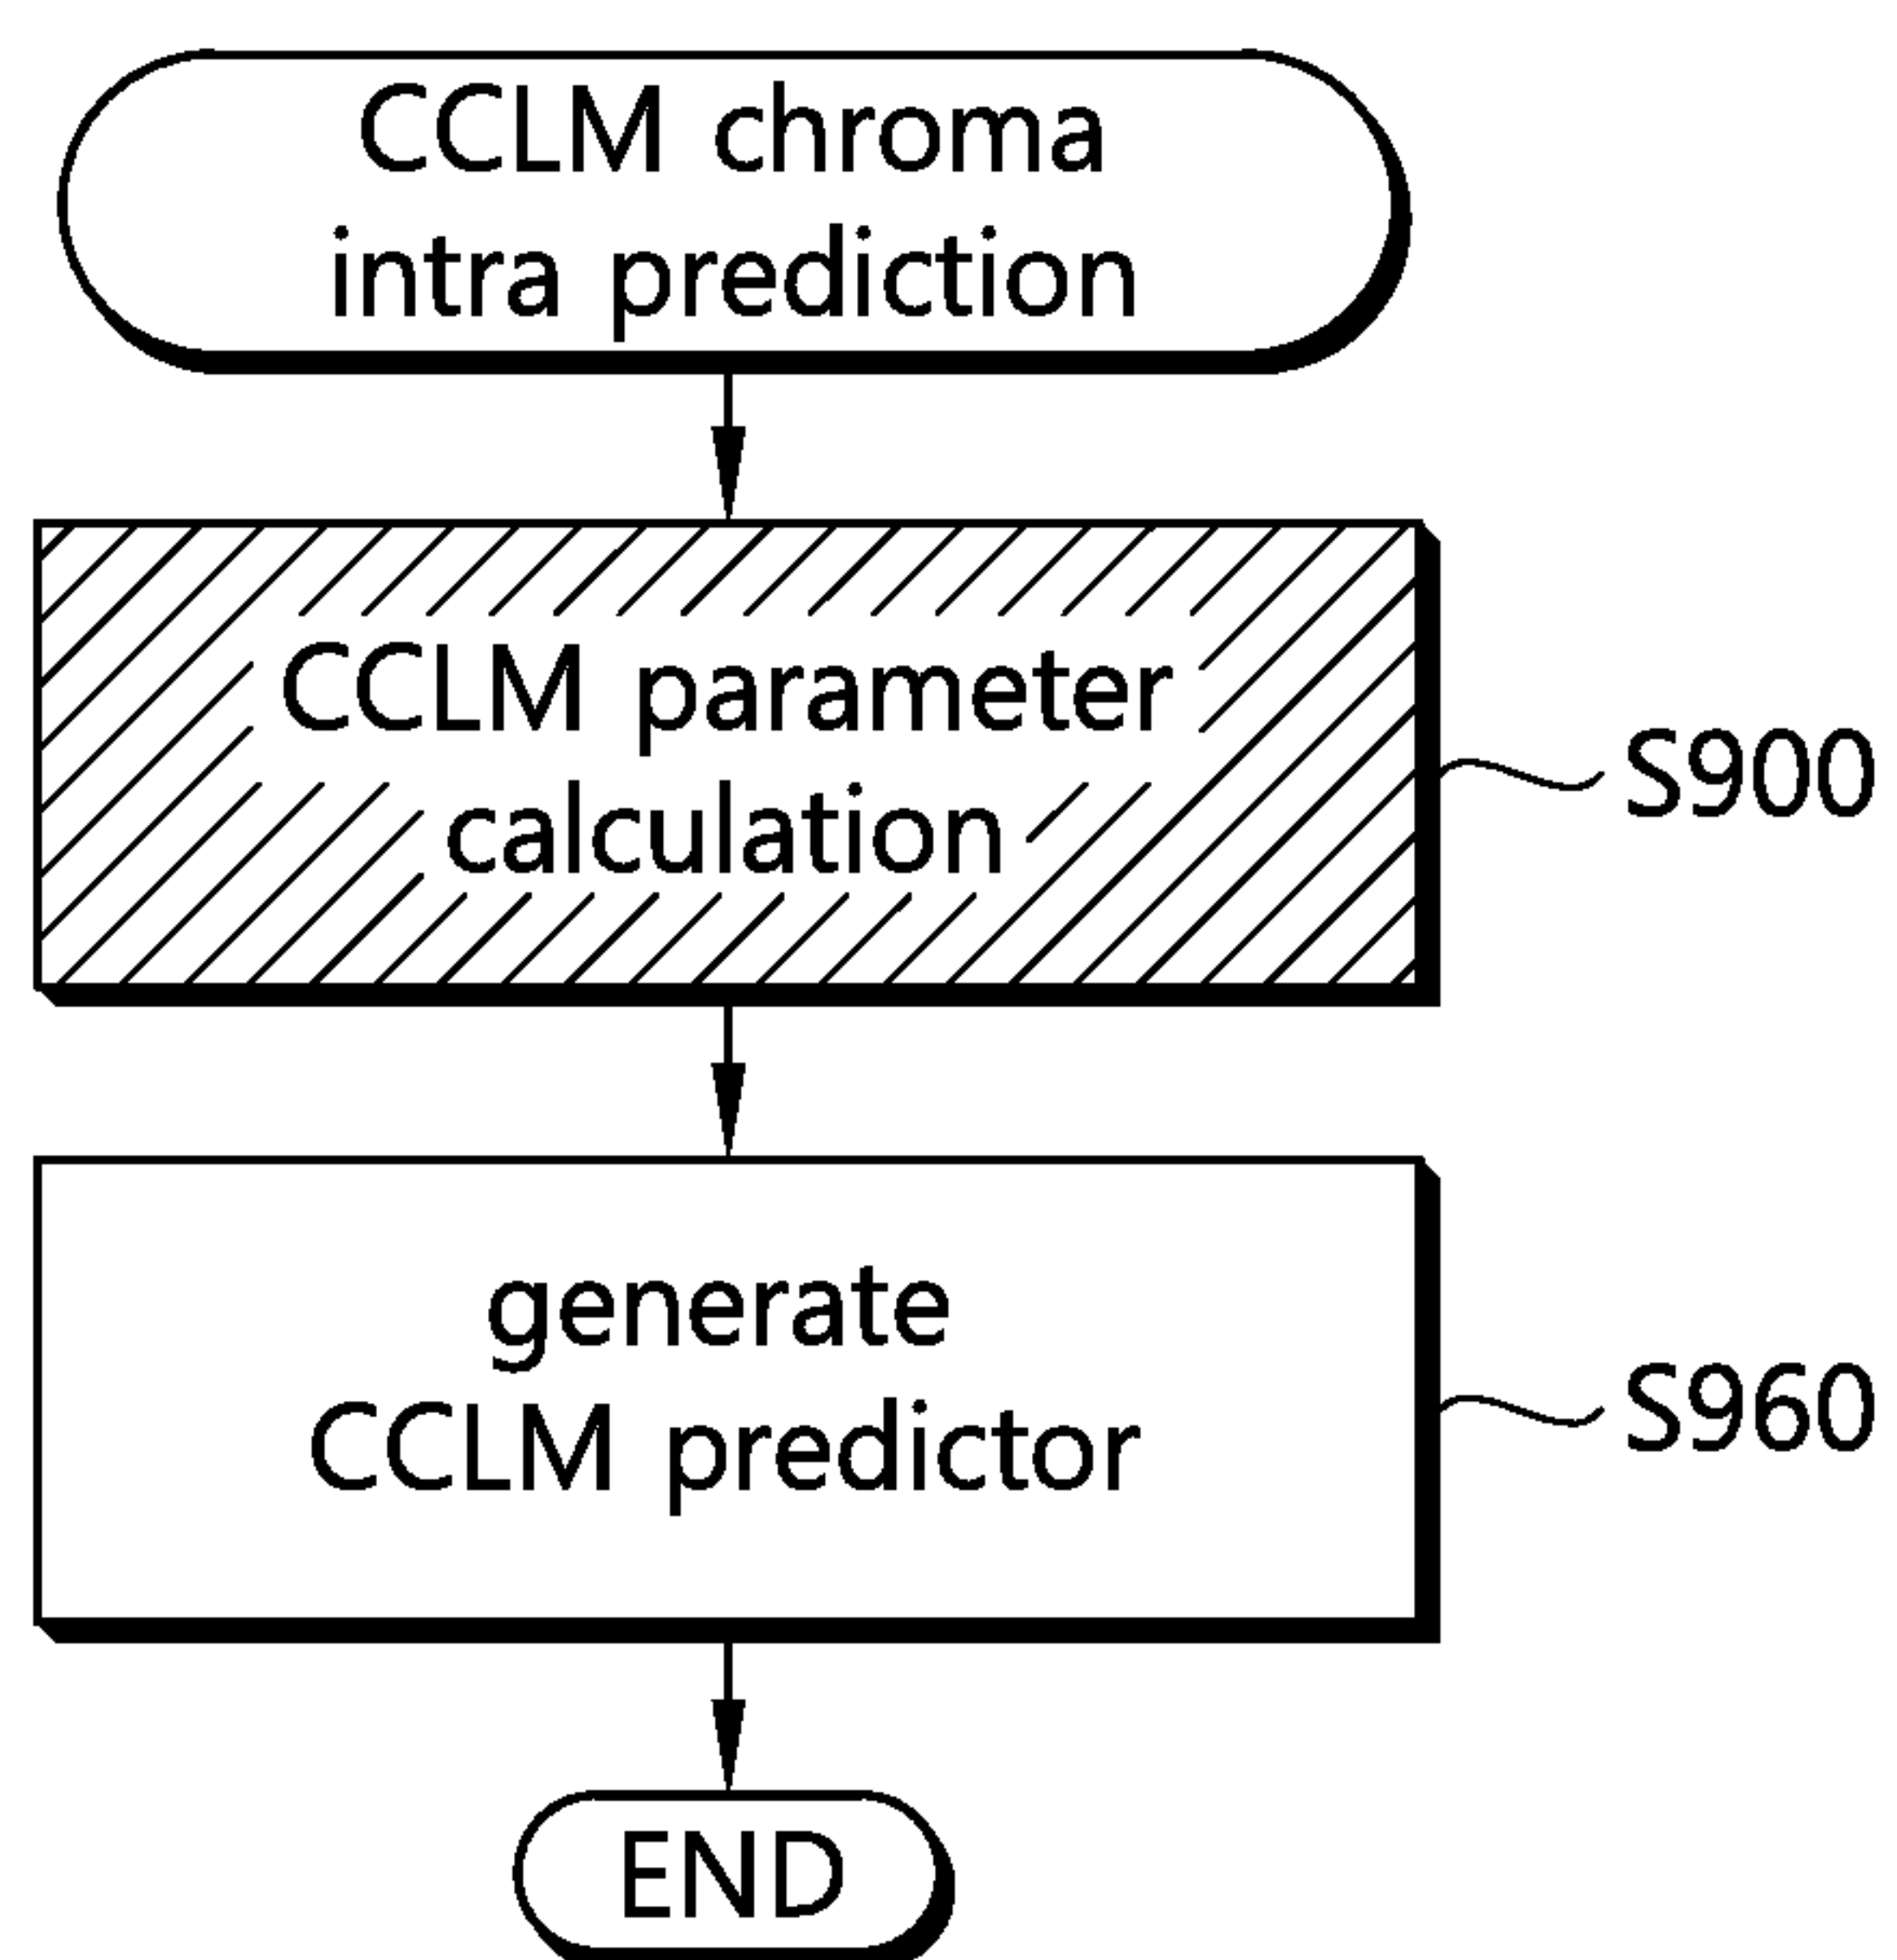 CCLM chroma
intra prediction
CCLM parameter
calculation
S900
generate
CCLM predictor
S960
END